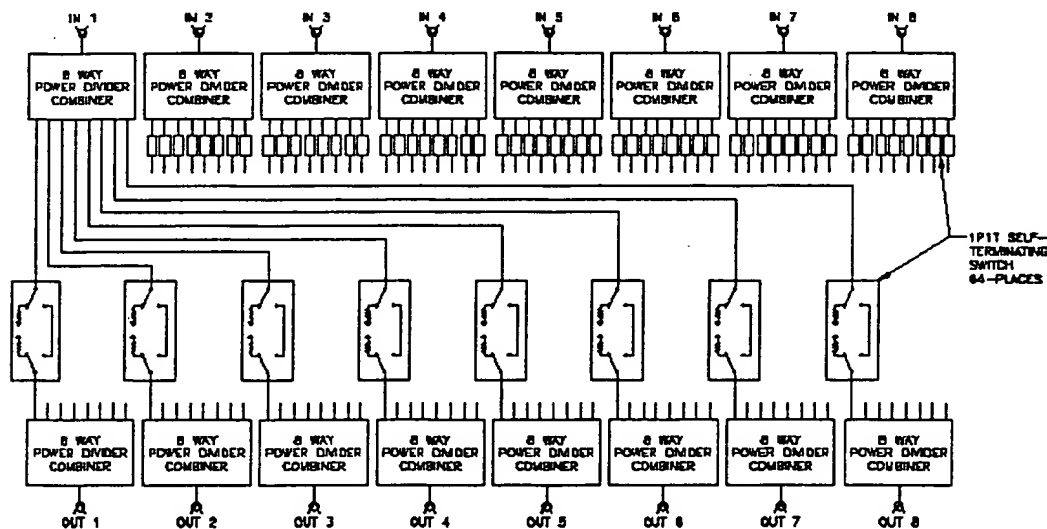 IN 1 IN 2 IN 3 IN 4 IN 5 IN 6 IN 7 IN 8
8 WAY
POWER DIVIDER
COMBINER
8 WAY
POWER DIVIDER
COMBINER
8 WAY
POWER DIVIDER
COMBINER
8 WAY
POWER DIVIDER
COMBINER
8 WAY
POWER DIVIDER
COMBINER
8 WAY
POWER DIVIDER
COMBINER
8 WAY
POWER DIVIDER
COMBINER
8 WAY
POWER DIVIDER
COMBINER
1P1T SELF-
TERMINATING
SWITCH
64-PLACES
8 WAY
POWER DIVIDER
COMBINER
8 WAY
POWER DIVIDER
COMBINER
8 WAY
POWER DIVIDER
COMBINER
8 WAY
POWER DIVIDER
COMBINER
8 WAY
POWER DIVIDER
COMBINER
8 WAY
POWER DIVIDER
COMBINER
8 WAY
POWER DIVIDER
COMBINER
8 WAY
POWER DIVIDER
COMBINER
OUT 1 OUT 2 OUT 3 OUT 4 OUT 5 OUT 6 OUT 7 OUT 8